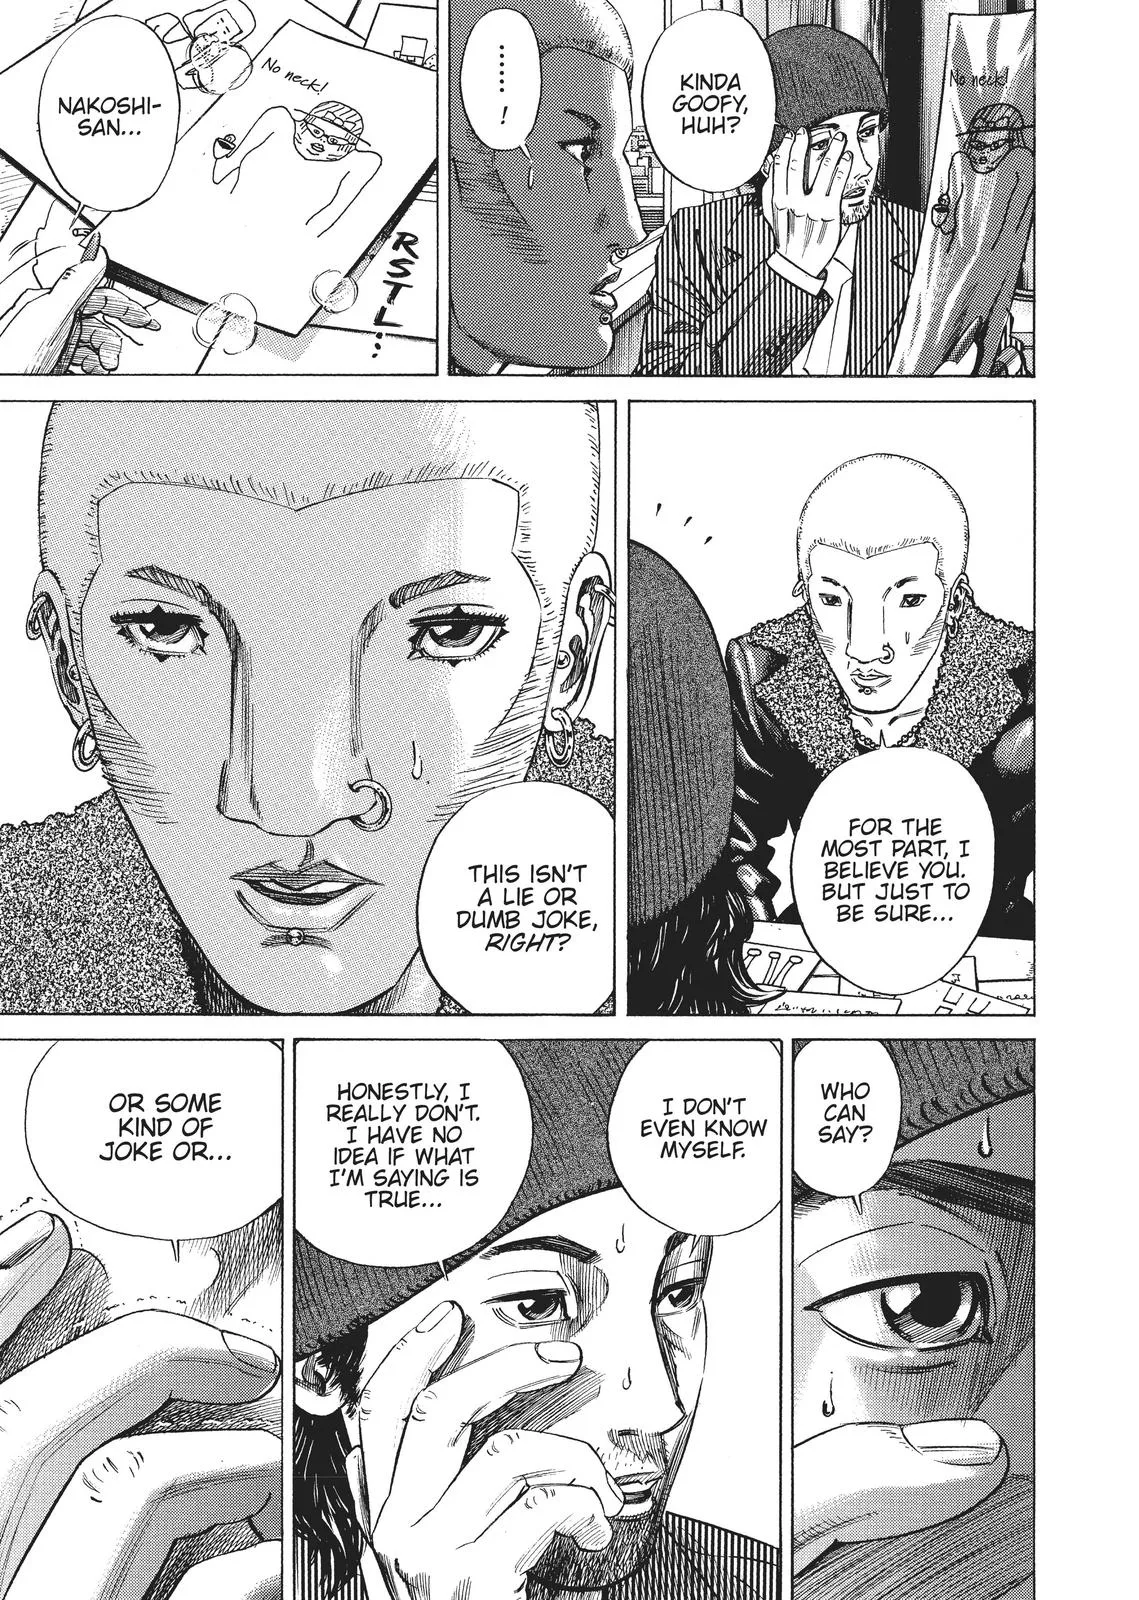 KINDA
GOOFY,
HUH?
No neck!
......!
NAKOSHI-
SAN...
No neck!
RSTL...
FOR THE
MOST PART, I
BELIEVE YOU.
BUT JUST TO
BE SURE...
THIS ISN'T
A LIE OR
DUMB JOKE,
RIGHT?
WHO
CAN
SAY?
I DON'T
EVEN KNOW
MYSELF.
HONESTLY, I
REALLY DON'T.
I HAVE NO
IDEA IF WHAT
I'M SAYING IS
TRUE...
OR SOME
KIND OF
JOKE OR...